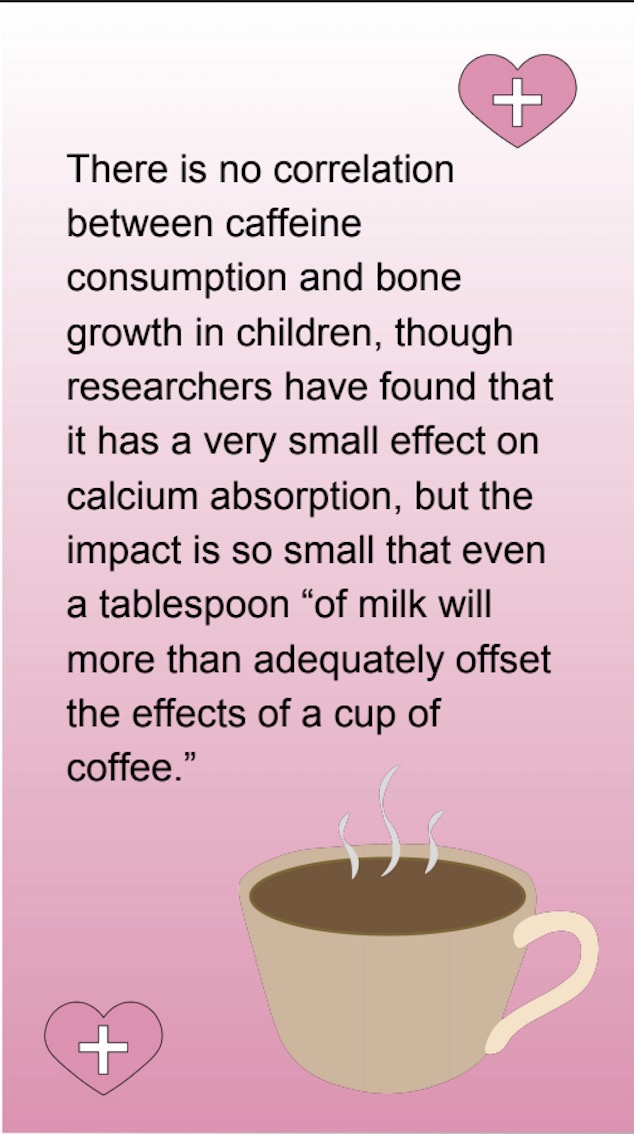 There is no correlation
between caffeine
consumption and bone
growth in children, though
researchers have found that
it has a very small effect on
calcium absorption, but the
impact is so small that even
a tablespoon “of milk will
more than adequately offset
the effects of a cup of
coffee.”